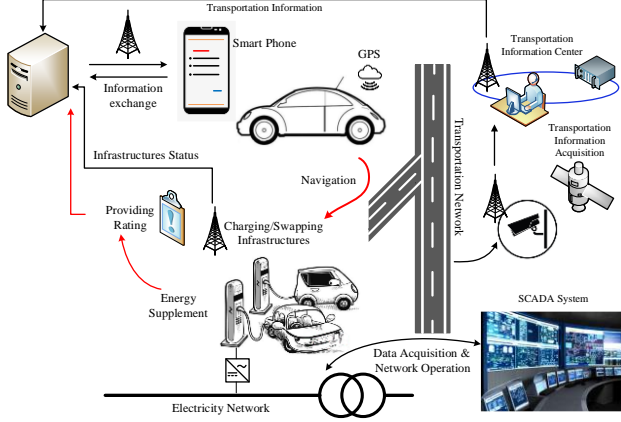 Transportation Information
Smart Phone
GPS
Transportation
Information Center
Information
exchange
Transportation
Information
Acquisition
Transportation Network
Infrastructures Status
Navigation
Providing
Rating
Charging/Swapping
Infrastructures
Energy
Supplement
SCADA System
Data Acquisition &
Network Operation
Electricity Network